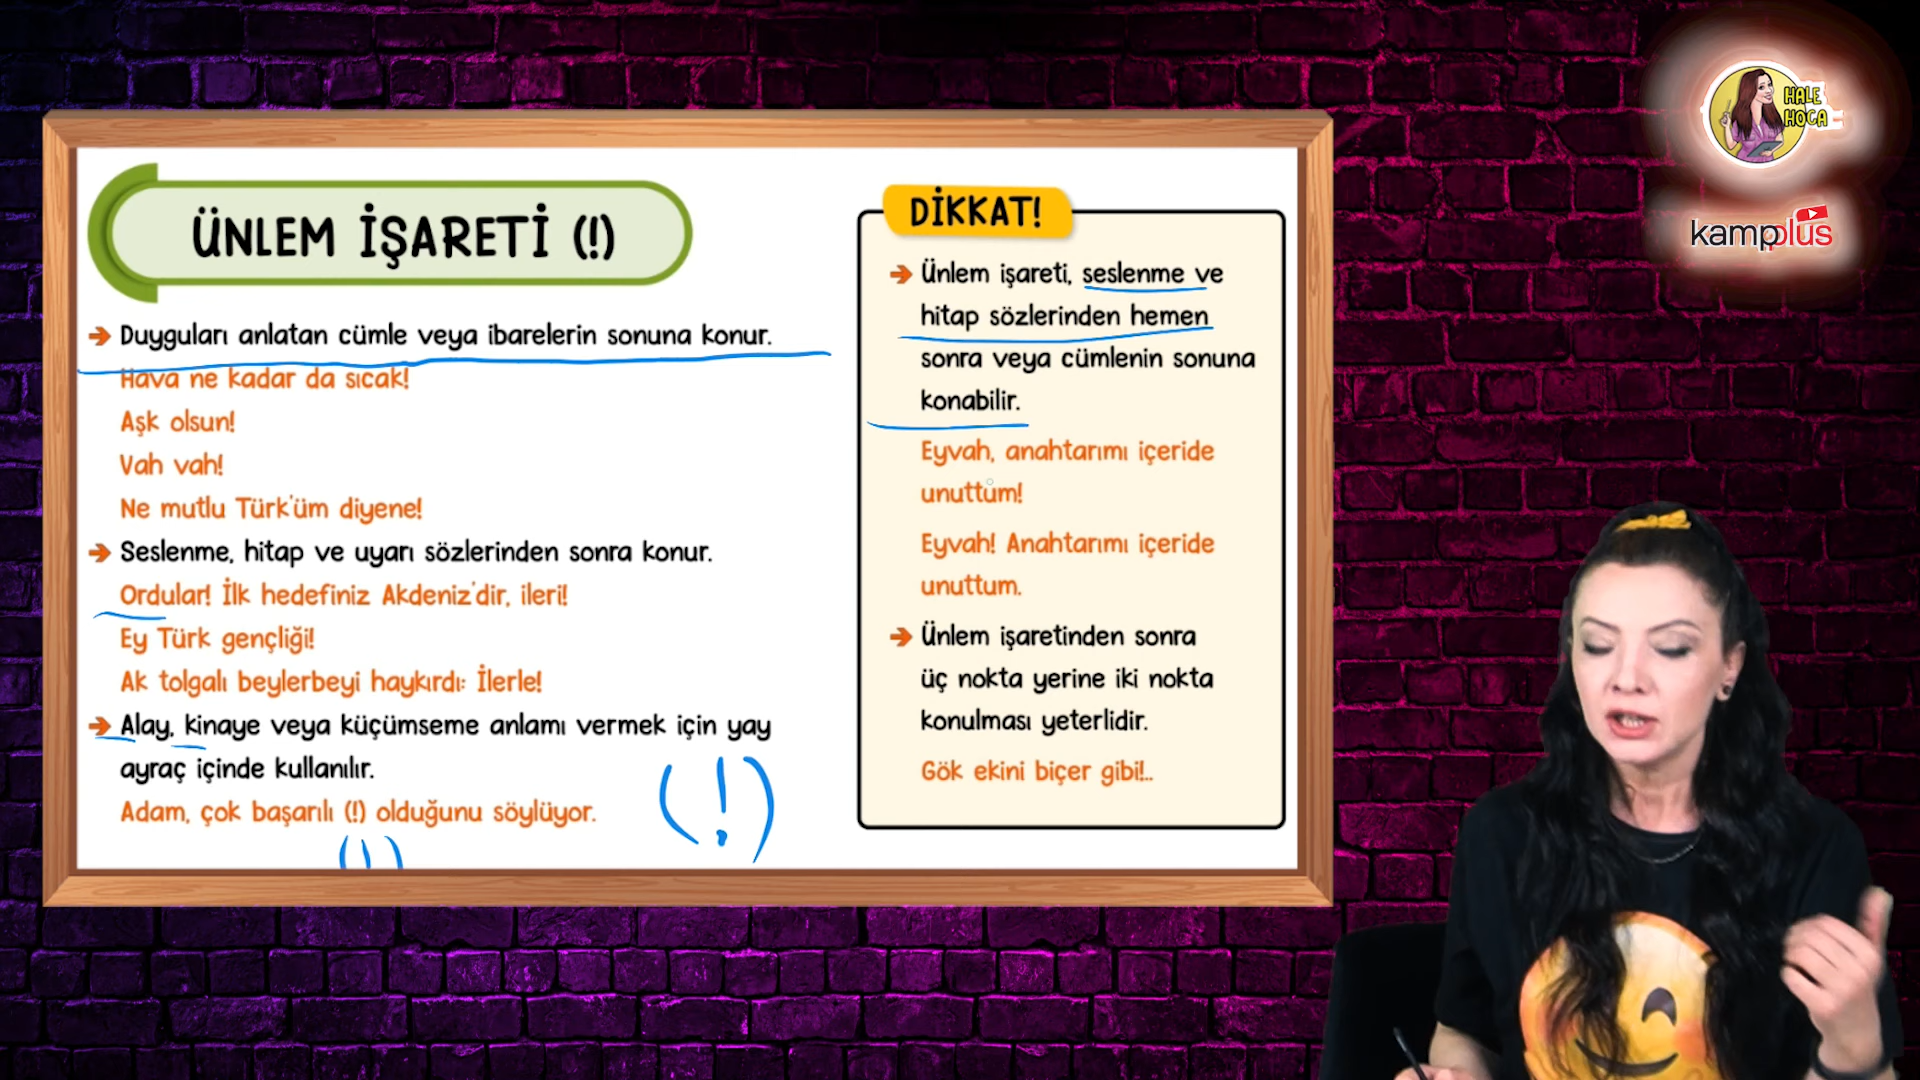 ÜNLEM İŞARETİ (!)
Duyguları anlatan cümle veya ibarelerin sonuna konur.
Hava ne kadar da sıcak!
Aşk olsun!
Vah vah!
Ne mutlu Türk'üm diyene!
Seslenme, hitap ve uyarı sözlerinden sonra konur.
Ordular! İlk hedefiniz Akdeniz'dir, ileri!
Ey Türk gençliği!
Ak tolgalı beylerbeyi haykırdı: İlerle!
Alay, kinaye veya küçümseme anlamı vermek için yay
ayraç içinde kullanılır.
Adam, çok başarılı (!) olduğunu söylüyor.
(!)
(!)
DİKKAT!
Ünlem işareti, seslenme ve
hitap sözlerinden hemen
sonra veya cümlenin sonuna
konabilir.
Eyvah, anahtarımı içeride
unuttum!
Eyvah! Anahtarımı içeride
unuttum.
Ünlem işaretinden sonra
üç nokta yerine iki nokta
konulması yeterlidir.
Gök ekini biçer gibi!..
HALE
HOCA
kampplus